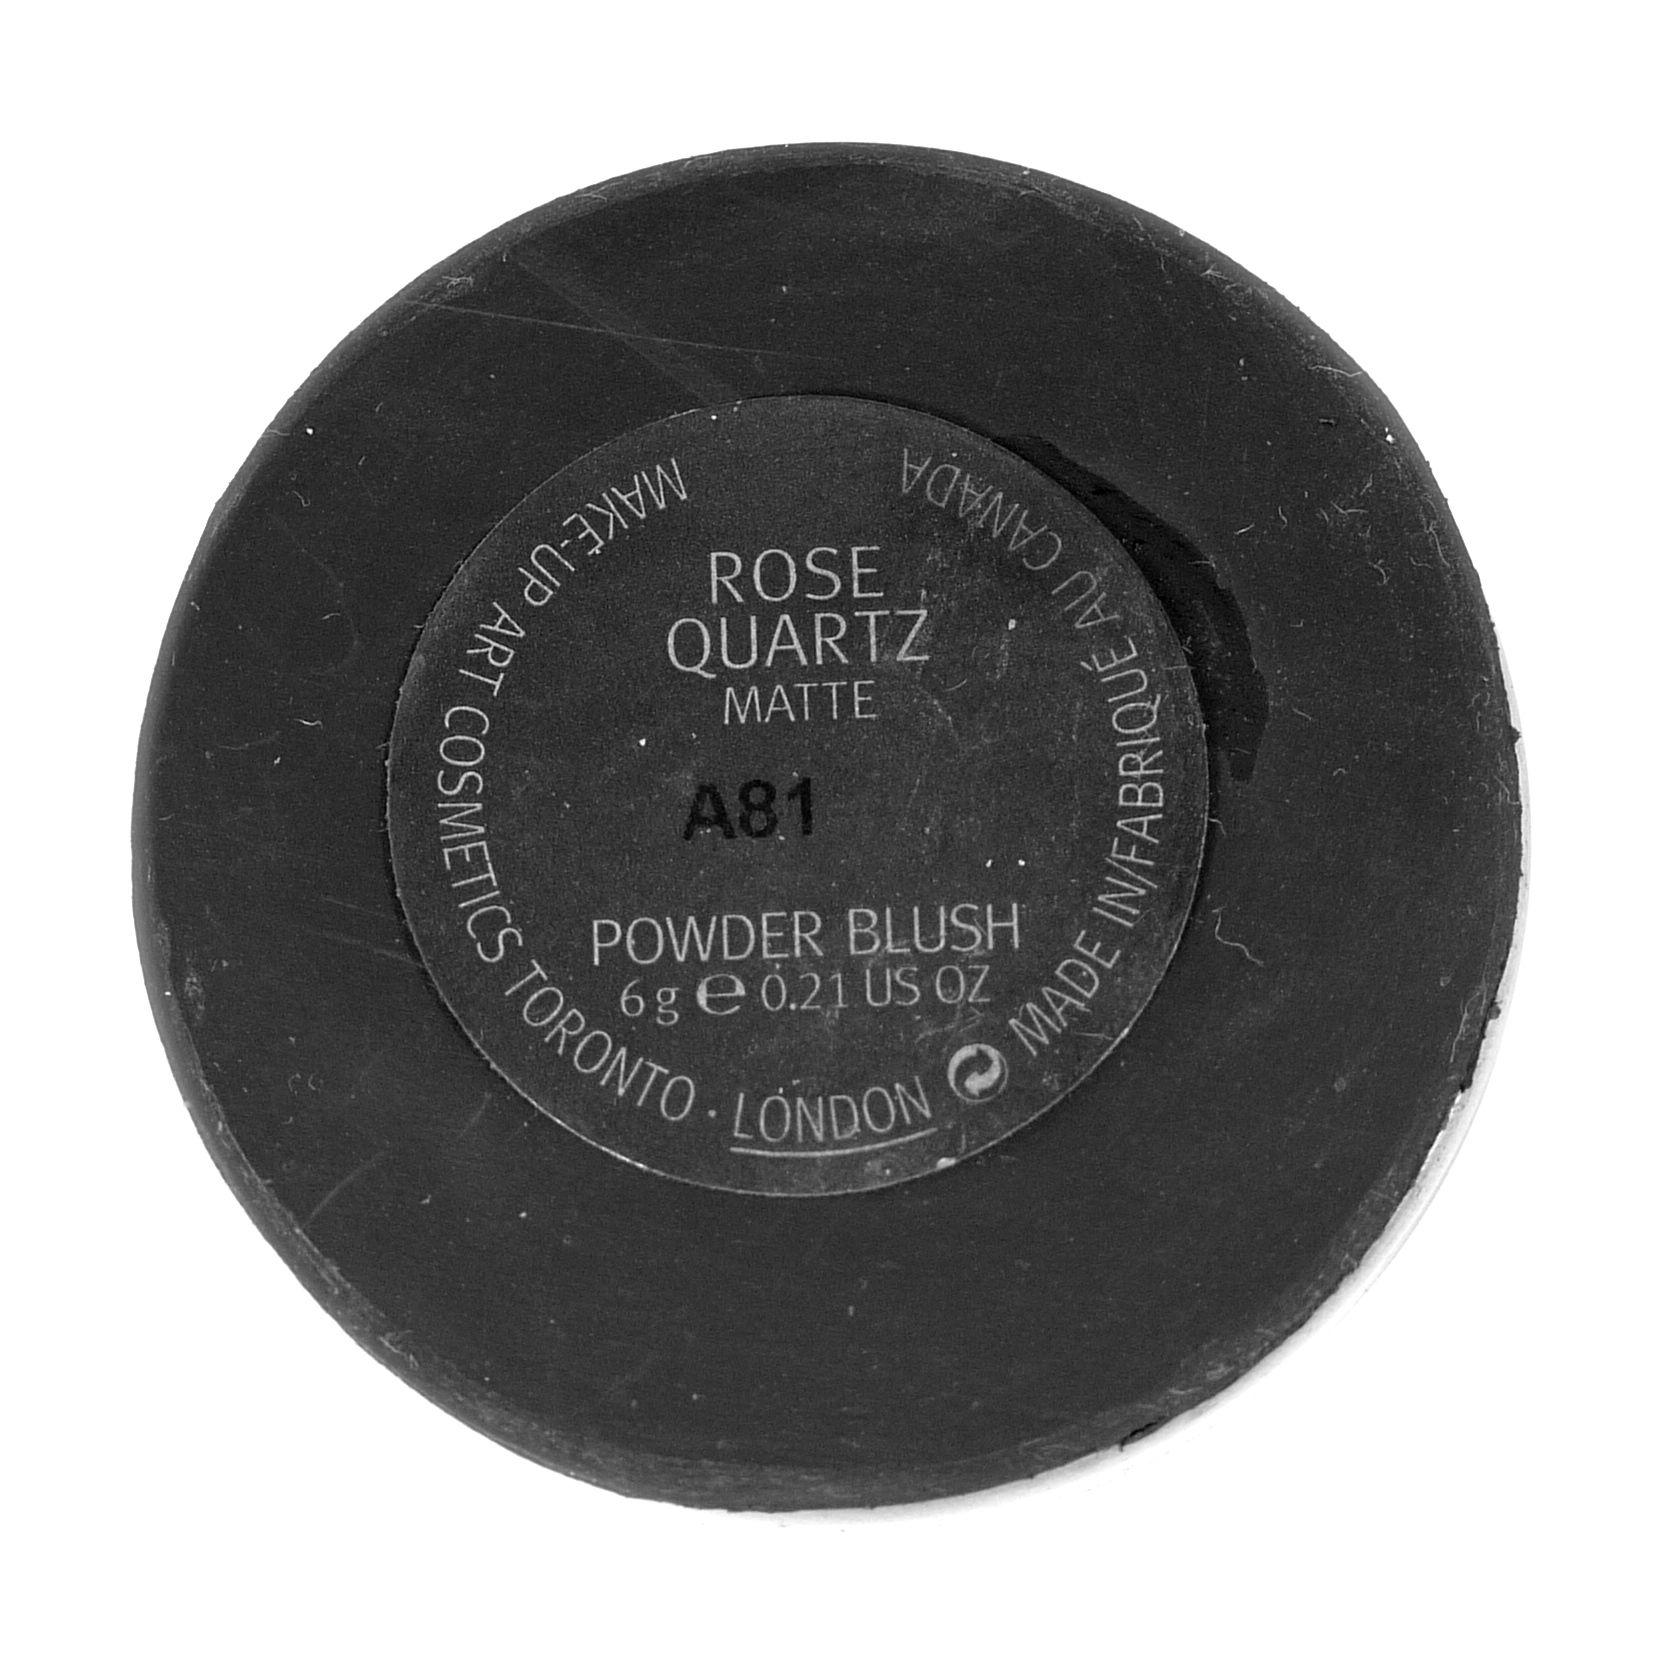 ROSE
QUARTZ
MATTE
A81
POWDER BLUSH
6 g ℮ 0.21 US OZ
MAKE-UP ART COSMETICS TORONTO · LONDON
MADE IN/FABRIQUÉ AU CANADA